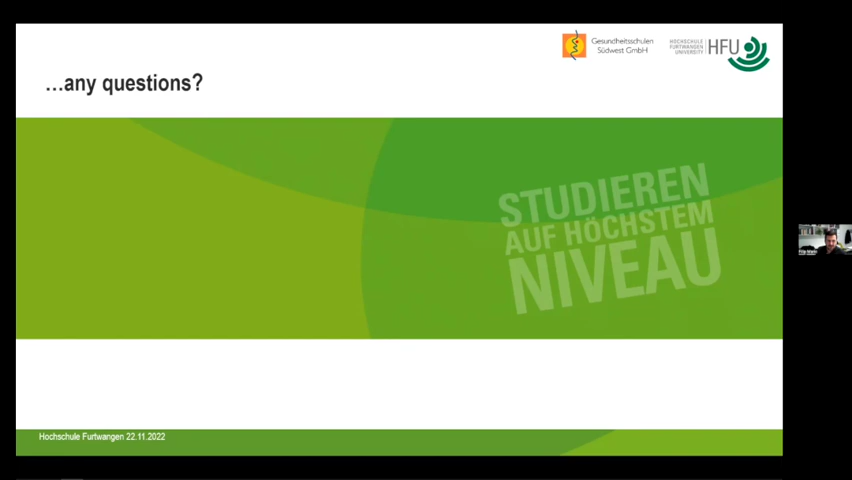 Gesundheitsschulen
Südwest GmbH
HOCHSCHULE
FURTWANGEN
UNIVERSITY
HFU
…any questions?
STUDIEREN
AUF HÖCHSTEM
NIVEAU
Hochschule Furtwangen 22.11.2022